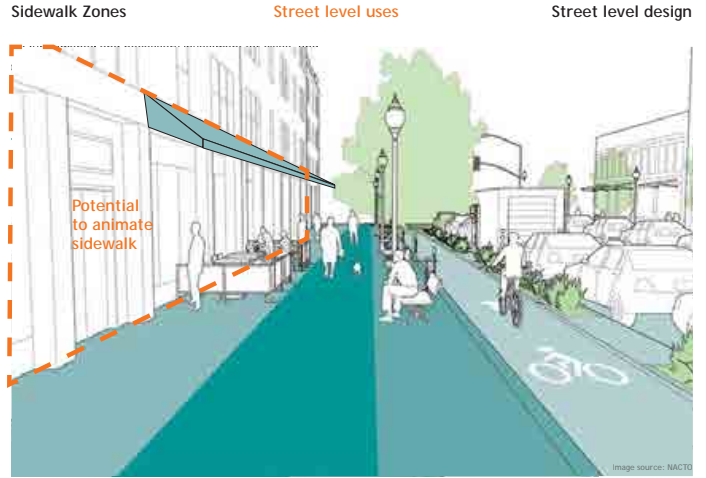 Sidewalk Zones
Street level uses
Street level design
Potential
to animate
sidewalk
Image source: NACTO